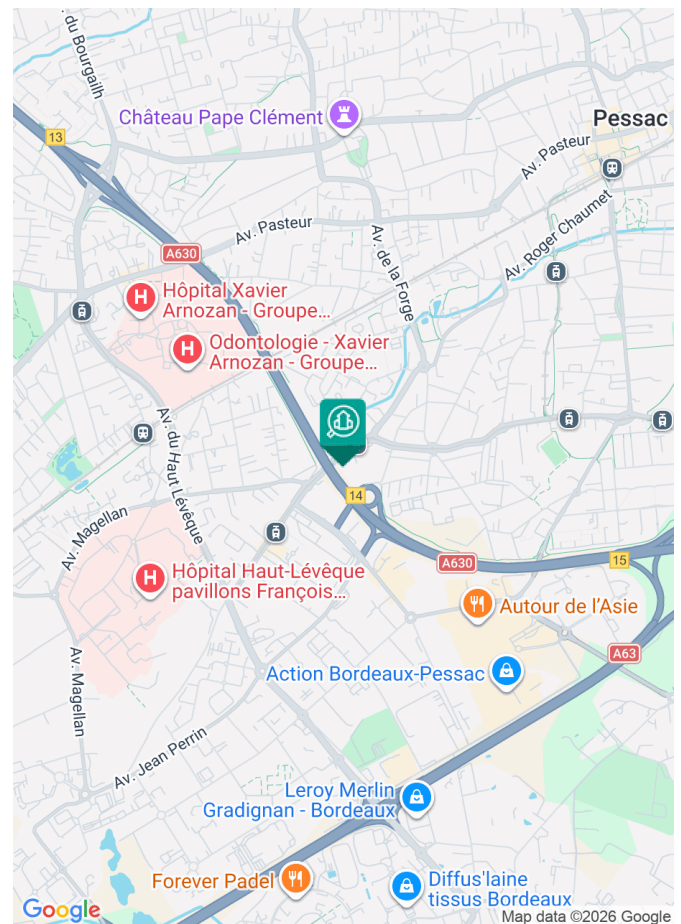 du Bourgailh
Château Pape Clément
Pessac
13
Av. Pasteur
Av. Pasteur
Av. de la Forge
Av. Roger Chaumet
A630
Hôpital Xavier
Arnozan - Groupe...
H
Odontologie - Xavier
Arnozan - Groupe...
H
Av. du Haut Lévêque
14
Av. Magellan
A630
15
Hôpital Haut-Lévêque
pavillons François...
H
Autour de l'Asie
A63
Action Bordeaux-Pessac
Av. Magellan
Av. Jean Perrin
Leroy Merlin
Gradignan - Bordeaux
Forever Padel
Diffus'laine
tissus Bordeaux
Google
Map data ©2026 Google